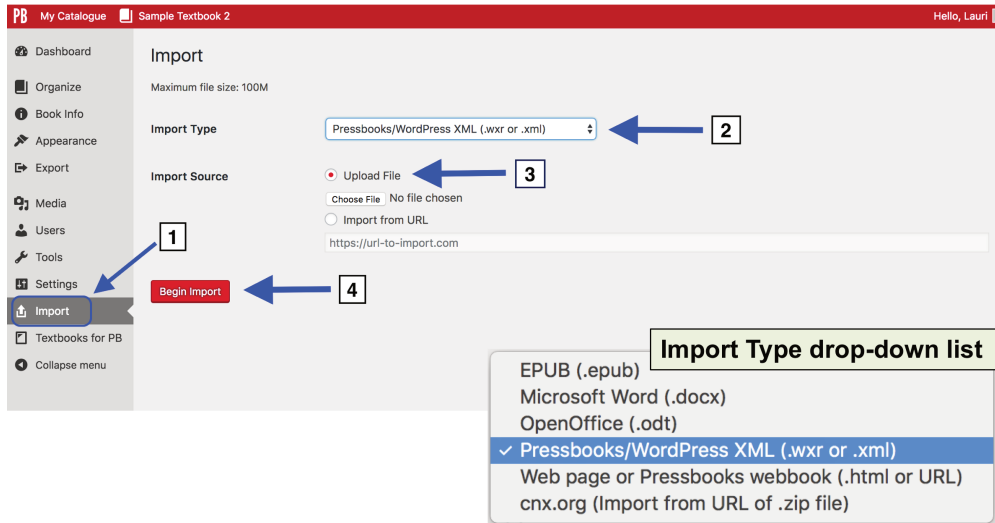 PB My Catalogue Sample Textbook 2 Hello, Lauri
Dashboard
Organize
Book Info
Appearance
Export
Media
Users
Tools
Settings
Import
Textbooks for PB
Collapse menu
Import
Maximum file size: 100M
Import Type Pressbooks/WordPress XML (.wxr or .xml) 2
Import Source Upload File 3
Choose File No file chosen
Import from URL
https://url-to-import.com
1
Begin Import 4
Import Type drop-down list
EPUB (.epub)
Microsoft Word (.docx)
OpenOffice (.odt)
✓ Pressbooks/WordPress XML (.wxr or .xml)
Web page or Pressbooks webbook (.html or URL)
cnx.org (Import from URL of .zip file)